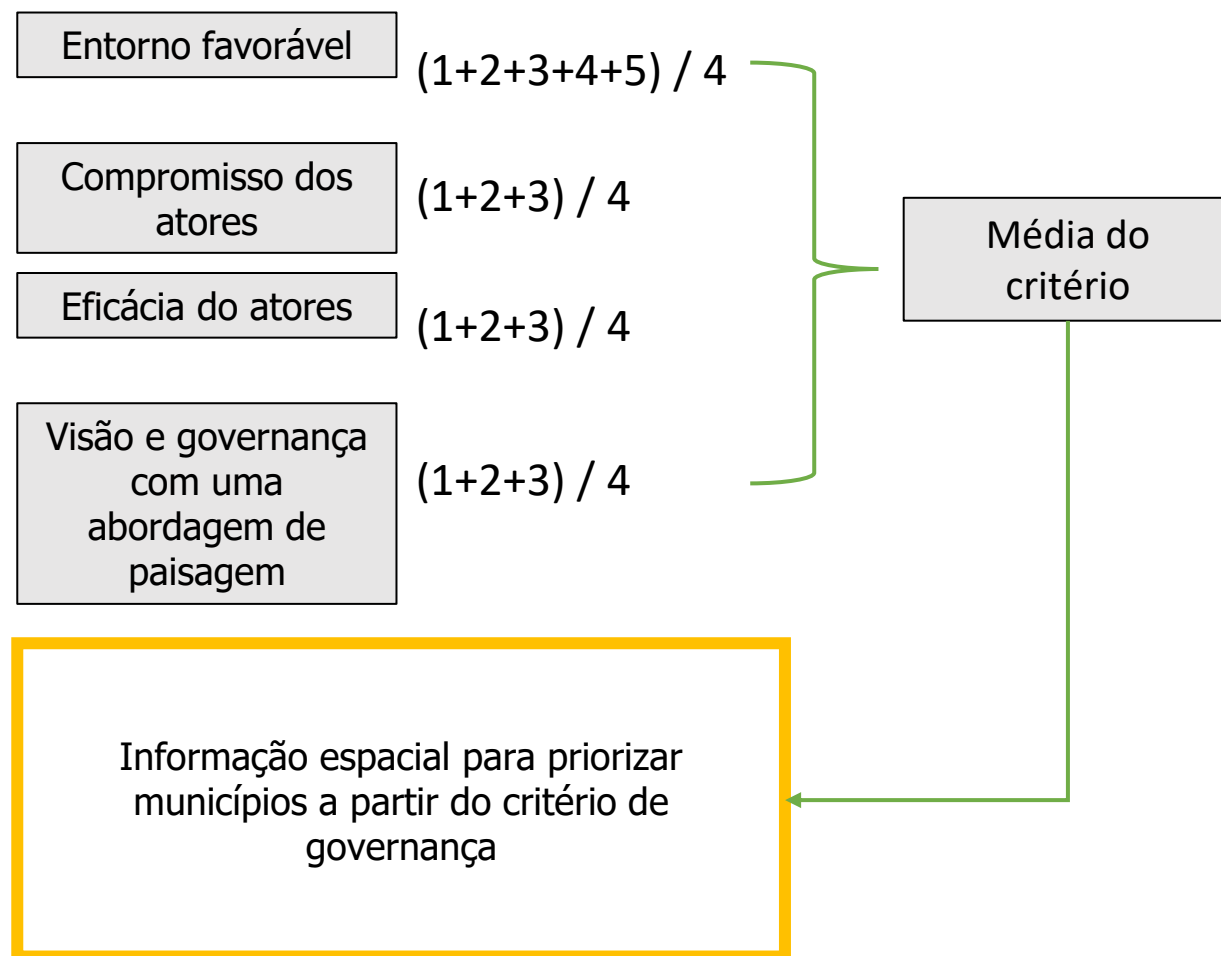 Entorno favorável
(1+2+3+4+5) / 4
Compromisso dos
atores
(1+2+3) / 4
Eficácia do atores
(1+2+3) / 4
Visão e governança
com uma
abordagem de
paisagem
(1+2+3) / 4
Média do
critério
Informação espacial para priorizar
municípios a partir do critério de
governança